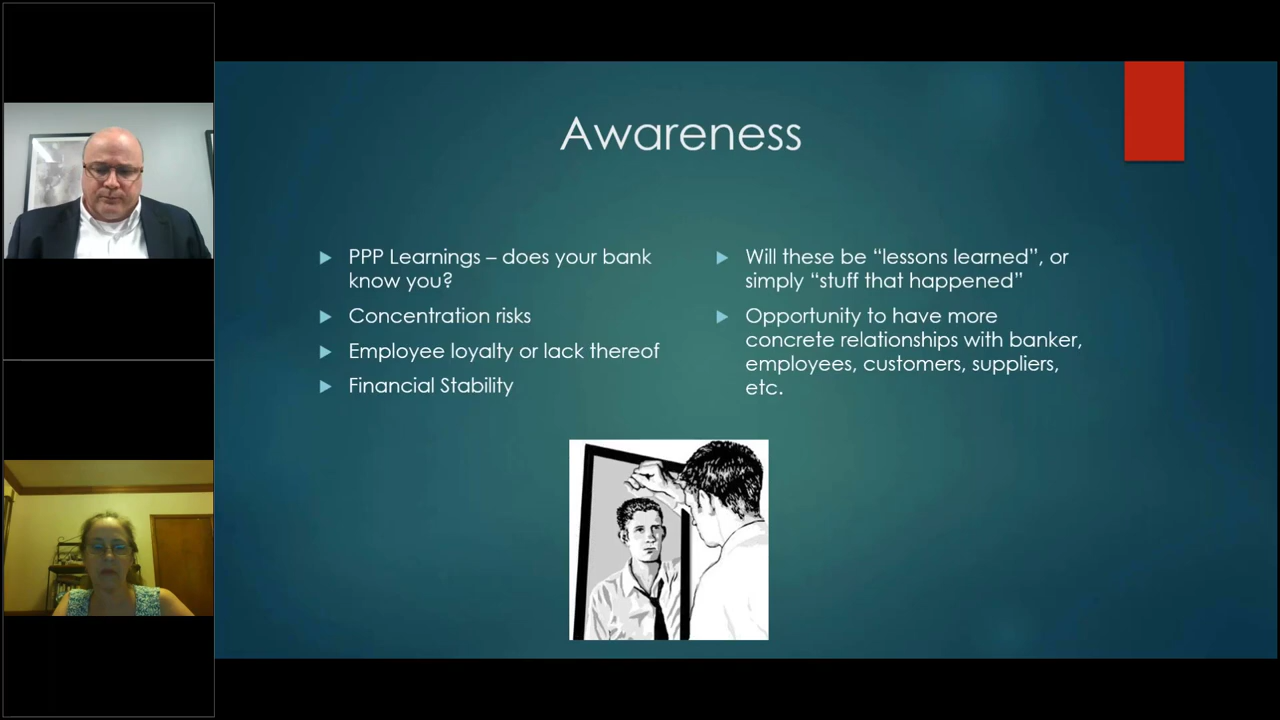 Awareness
PPP Learnings – does your bank
know you?
Concentration risks
Employee loyalty or lack thereof
Financial Stability
Will these be “lessons learned”, or
simply “stuff that happened”
Opportunity to have more
concrete relationships with banker,
employees, customers, suppliers,
etc.